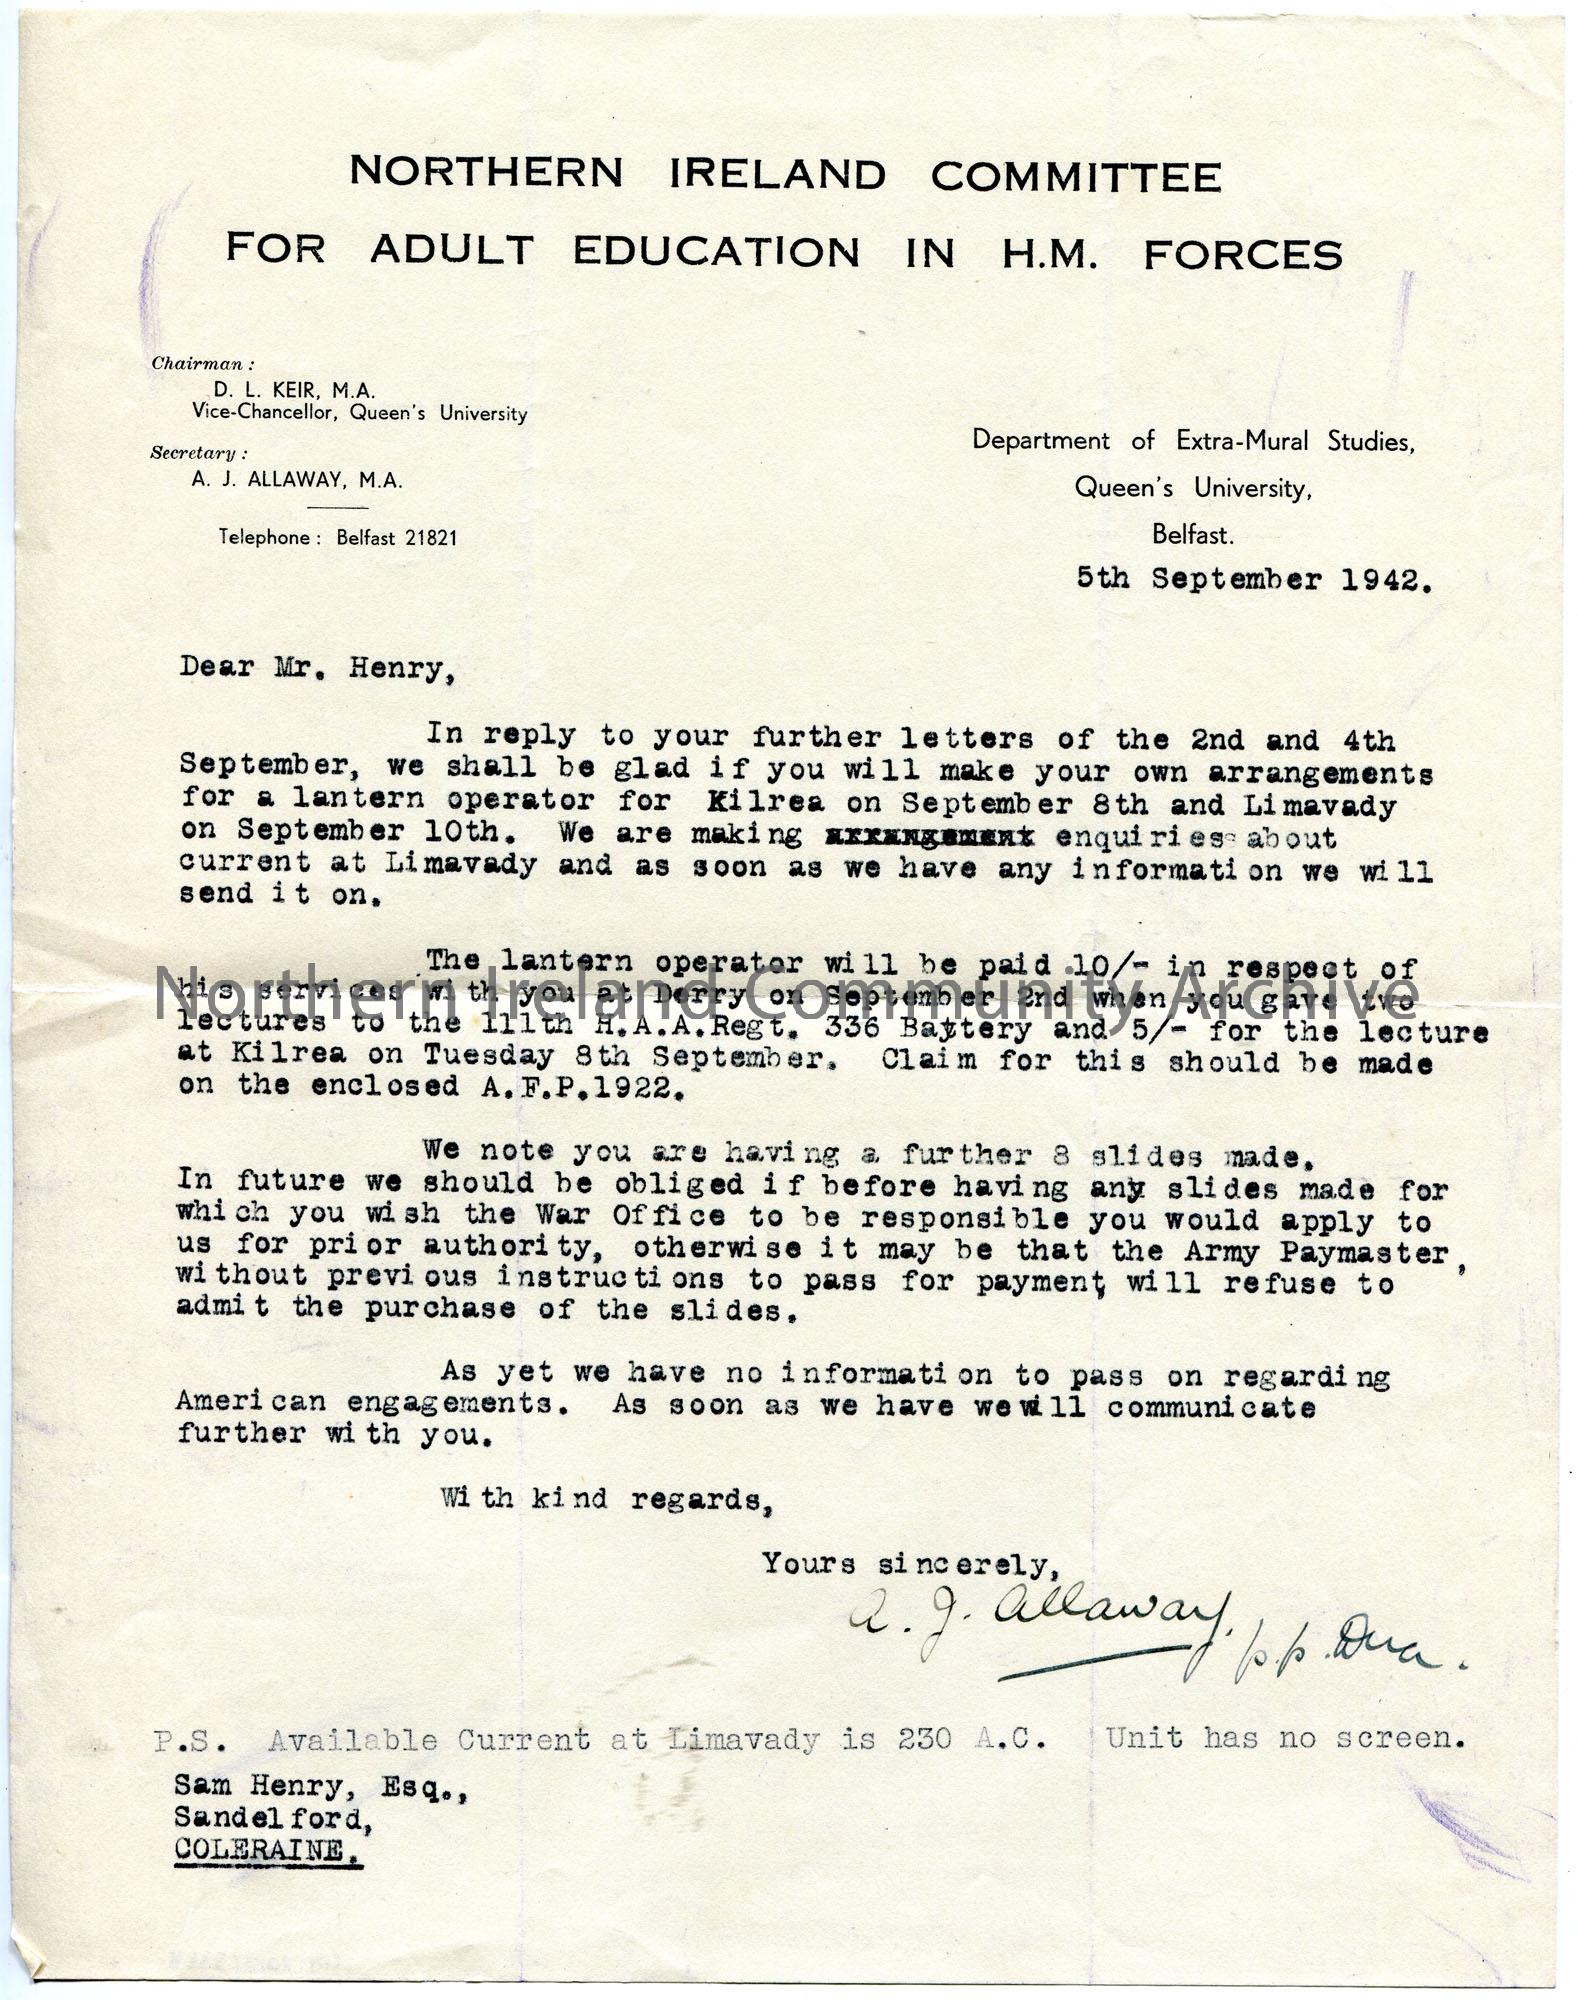 NORTHERN IRELAND COMMITTEE
FOR ADULT EDUCATION IN H.M. FORCES
Chairman :
D. L. KEIR, M.A.
Vice-Chancellor, Queen's University
Secretary :
A. J. ALLAWAY, M.A.
Telephone : Belfast 21821
Department of Extra-Mural Studies,
Queen's University,
Belfast.
5th September 1942.
Dear Mr. Henry,
In reply to your further letters of the 2nd and 4th
September, we shall be glad if you will make your own arrangements
for a lantern operator for Kilrea on September 8th and Limavady
on September 10th. We are making arrangement enquiries about
current at Limavady and as soon as we have any information we will
send it on.
The lantern operator will be paid 10/- in respect of
his services with you at Derry on September 2nd when you gave two
lectures to the 111th H.A.A.Regt. 336 Battery and 5/- for the lecture
at Kilrea on Tuesday 8th September. Claim for this should be made
on the enclosed A.F.P.1922.
We note you are having a further 8 slides made.
In future we should be obliged if before having any slides made for
which you wish the War Office to be responsible you would apply to
us for prior authority, otherwise it may be that the Army Paymaster,
without previous instructions to pass for payment, will refuse to
admit the purchase of the slides.
As yet we have no information to pass on regarding
American engagements. As soon as we have we will communicate
further with you.
With kind regards,
Yours sincerely,
A. J. Allaway.
p.p.
P.S. Available Current at Limavady is 230 A.C. Unit has no screen.
Sam Henry, Esq.,
Sandelford,
COLERAINE.
Northern Ireland Community Archive